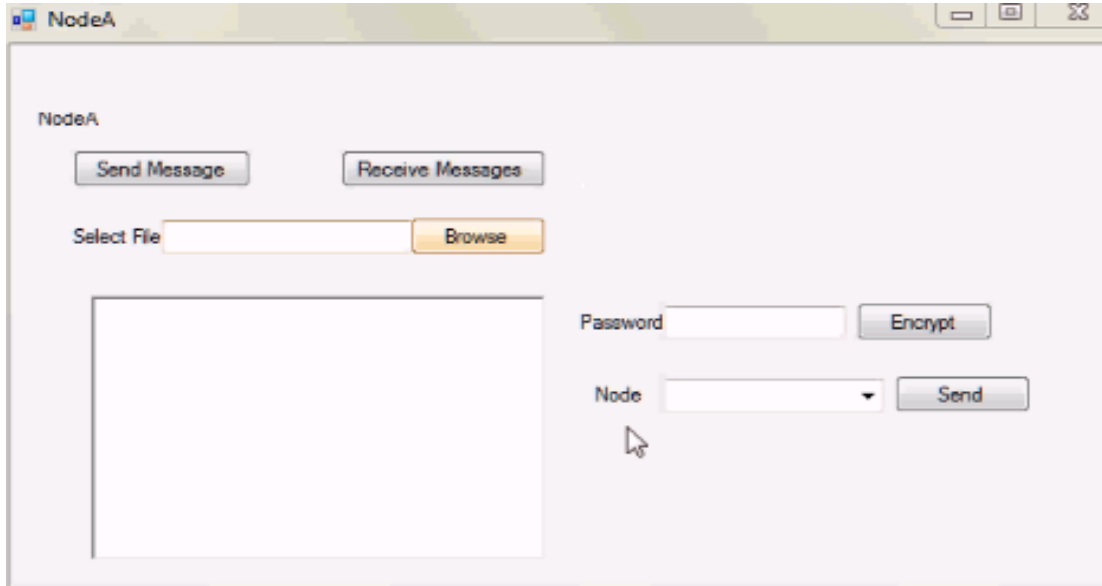 NodeA
NodeA
Send Message Receive Messages
Select File Browse
Password Encrypt
Node Send